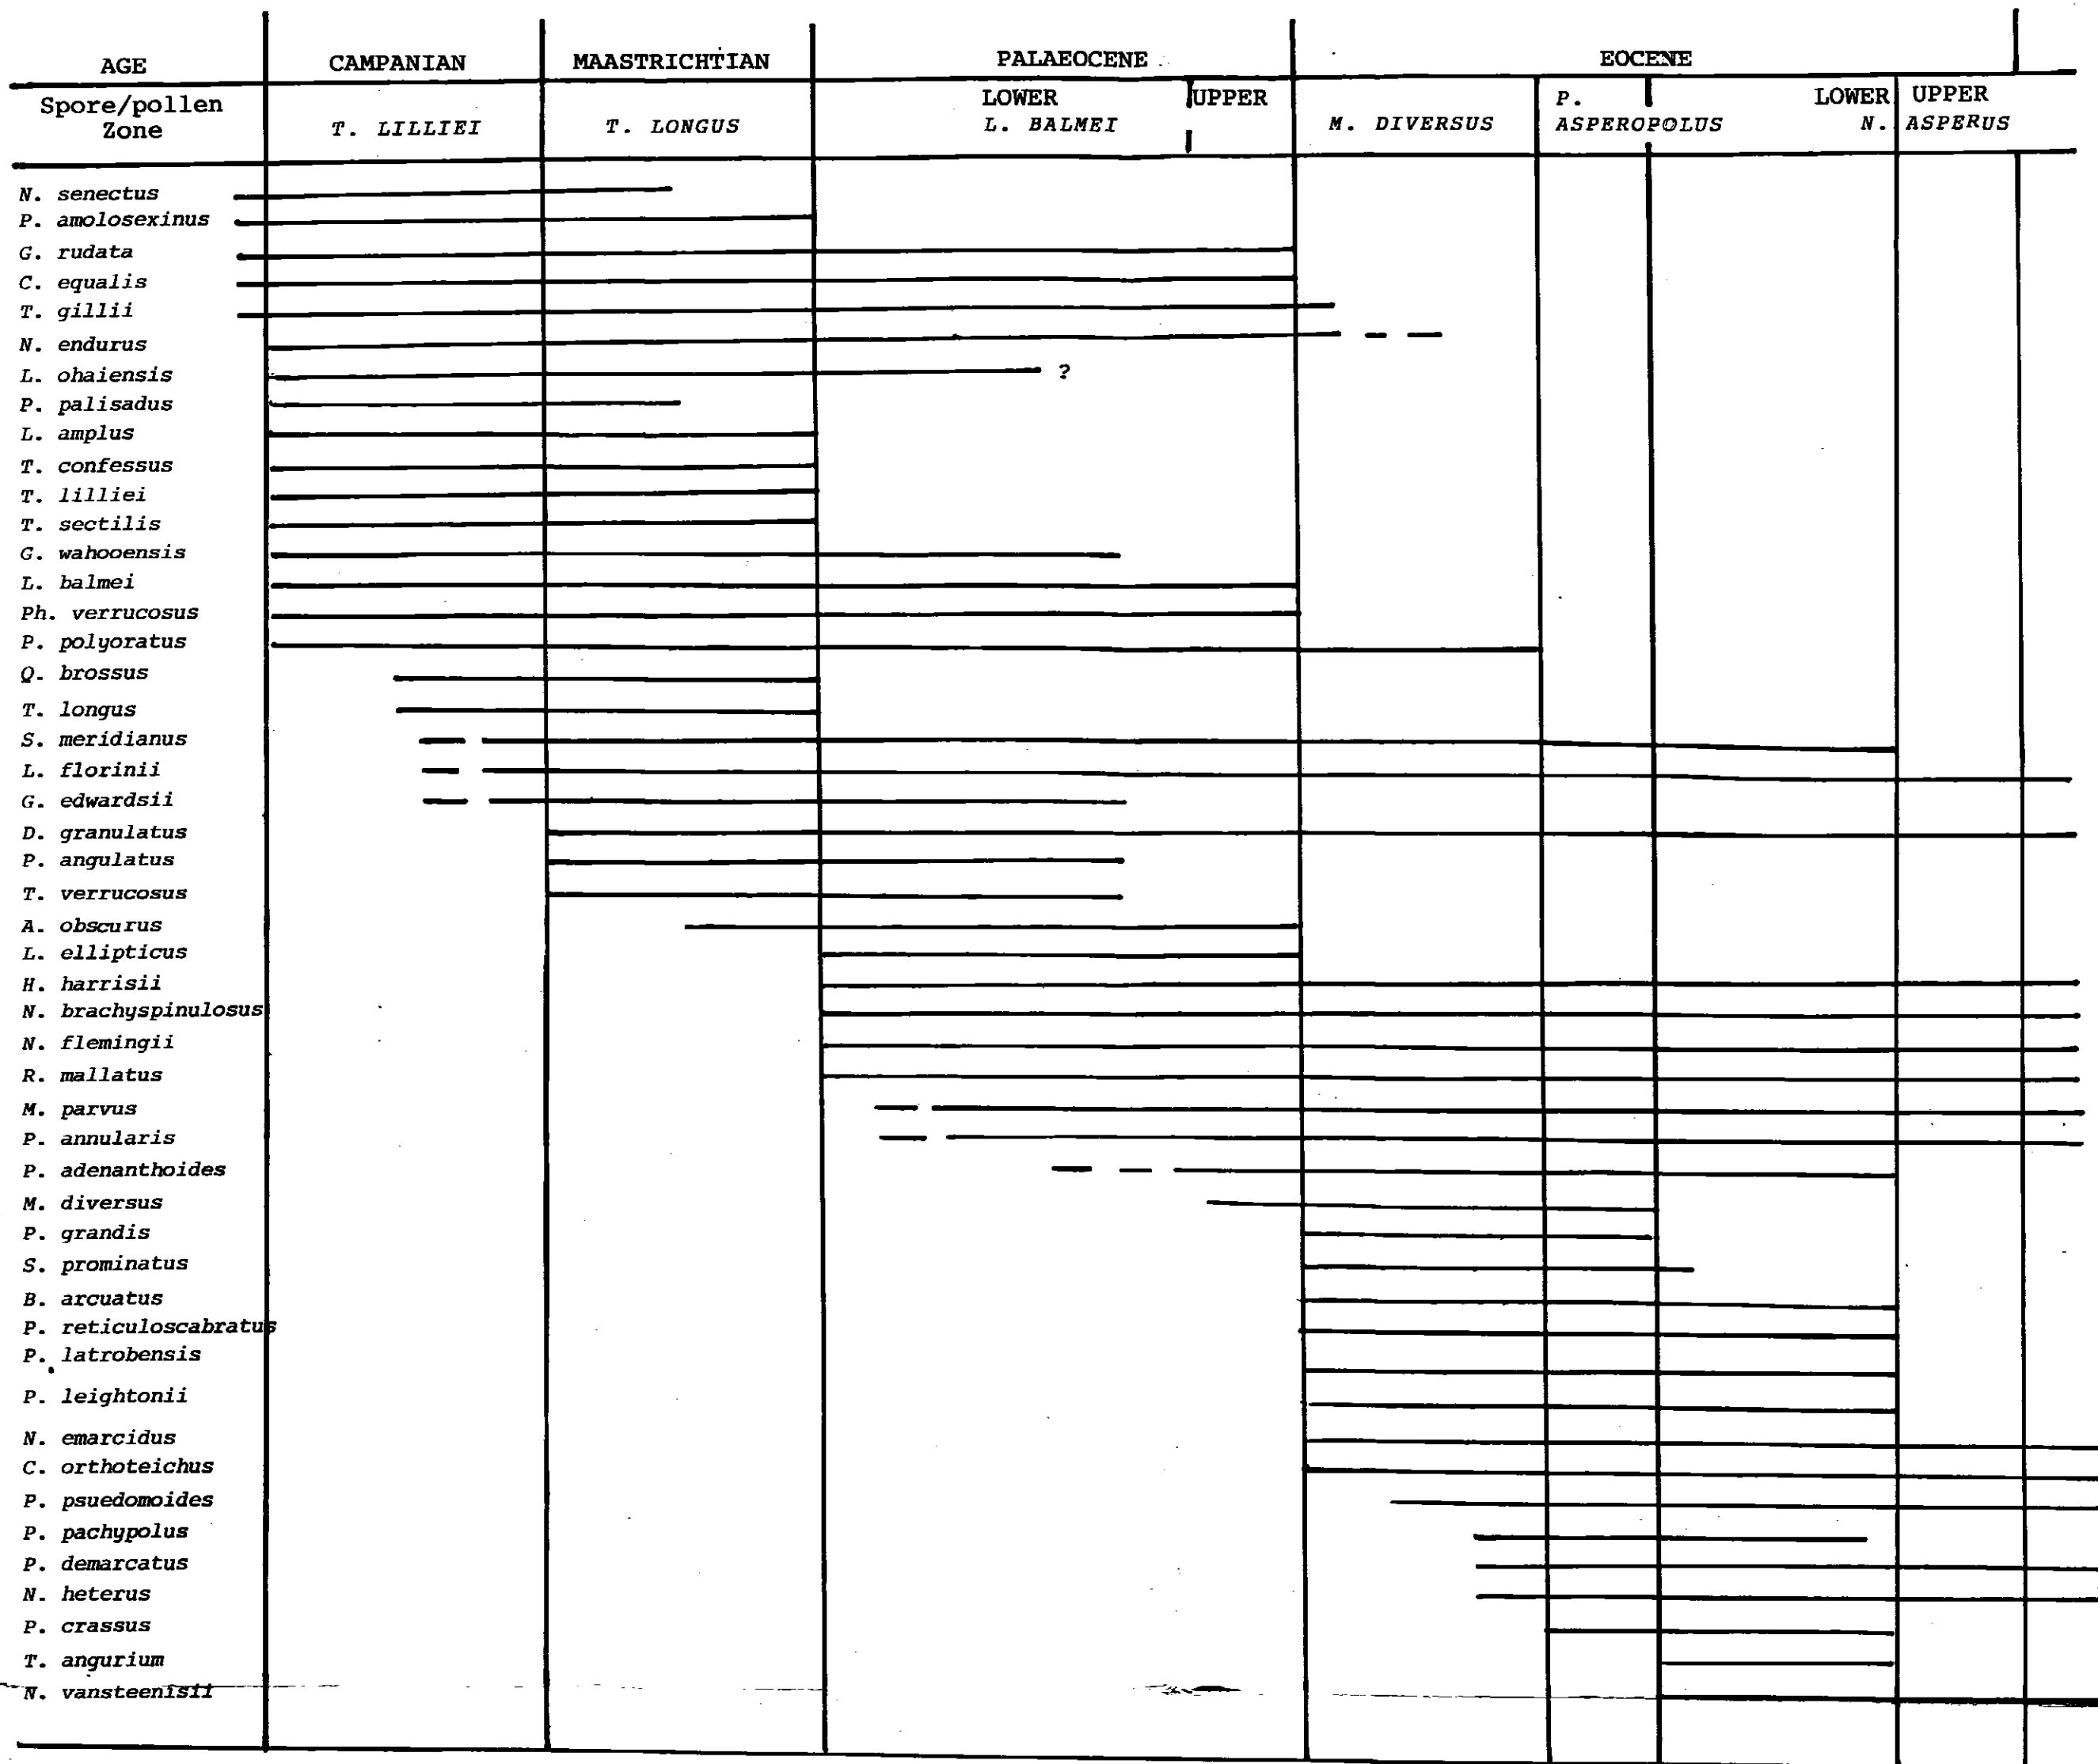 AGE CAMPANIAN MAASTRICHTIAN PALAEOCENE EOCENE
Spore/pollen LOWER UPPER P. LOWER UPPER
Zone T. LILLIEI T. LONGUS L. BALMEI M. DIVERSUS ASPEROPOLUS N. ASPERUS
N. senectus
P. amolosexinus
G. rudata
C. equalis
T. gillii
N. endurus
L. ohaiensis ?
P. palisadus
L. amplus
T. confessus
T. lilliei
T. sectilis
G. wahooensis
L. balmei
Ph. verrucosus
P. polyoratus
Q. brossus
T. longus
S. meridianus
L. florinii
G. edwardsii
D. granulatus
P. angulatus
T. verrucosus
A. obscurus
L. ellipticus
H. harrisii
N. brachyspinulosus
N. flemingii
R. mallatus
M. parvus
P. annularis
P. adenanthoides
M. diversus
P. grandis
S. prominatus
B. arcuatus
P. reticuloscabratus
P. latrobensis
P. leightonii
N. emarcidus
C. orthoteichus
P. psuedomoides
P. pachypolus
P. demarcatus
N. heterus
P. crassus
T. angurium
N. vansteenisii